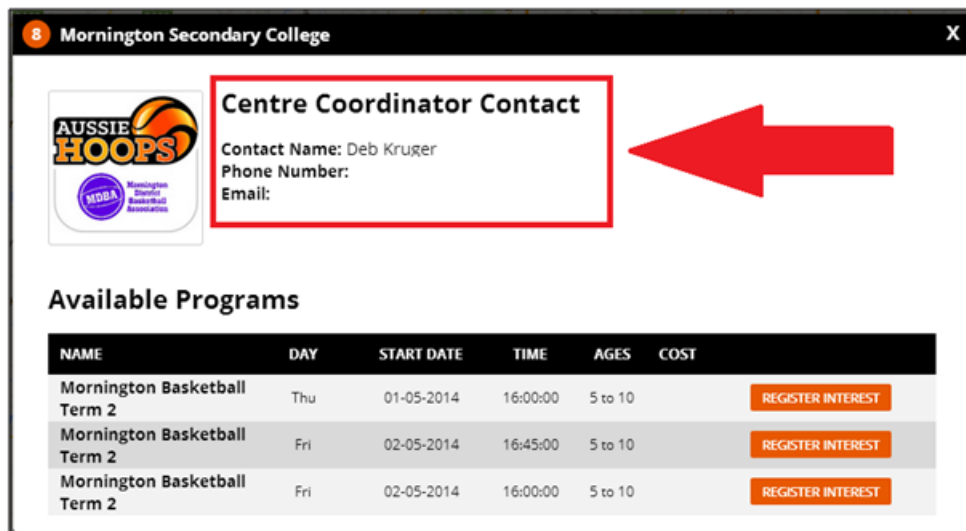 8 Mornington Secondary College X
AUSSIE
HOOPS
MDBA
Mornington
District
Basketball
Association
Centre Coordinator Contact
Contact Name: Deb Kruger
Phone Number:
Email:
Available Programs
NAME DAY START DATE TIME AGES COST
Mornington Basketball
Term 2
Thu 01-05-2014 16:00:00 5 to 10 REGISTER INTEREST
Mornington Basketball
Term 2
Fri 02-05-2014 16:45:00 5 to 10 REGISTER INTEREST
Mornington Basketball
Term 2
Fri 02-05-2014 16:00:00 5 to 10 REGISTER INTEREST